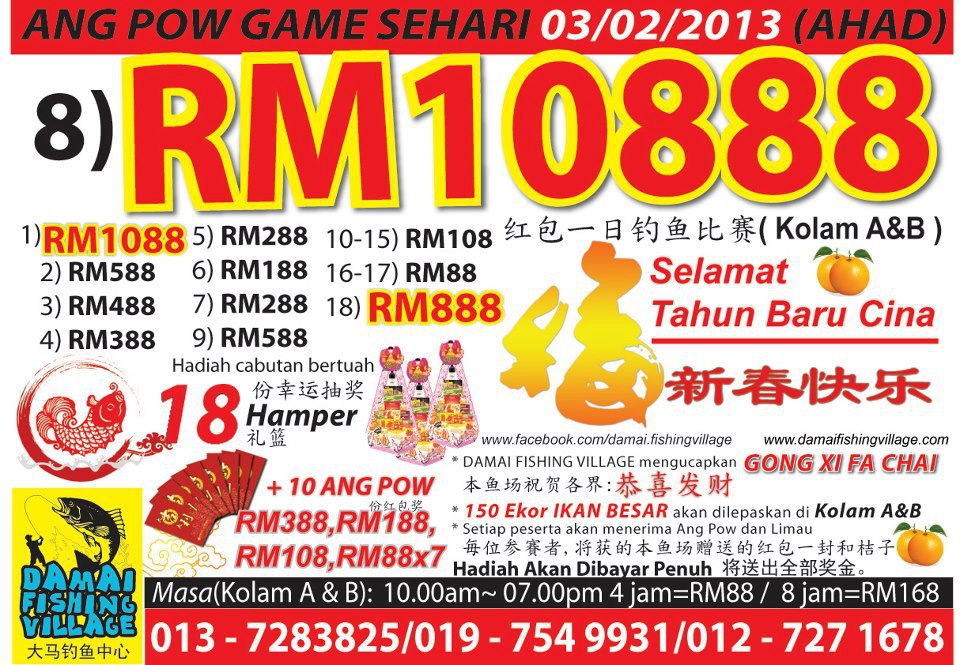 ANG POW GAME SEHARI 03/02/2013 (AHAD)
8) RM10888
1) RM1088
2) RM588
3) RM488
4) RM388
5) RM288
6) RM188
7) RM288
9) RM588
10-15) RM108
16-17) RM88
18) RM888
红包一日钓鱼比赛( Kolam A&B )
福
Selamat
Tahun Baru Cina
新春快乐
Hadiah cabutan bertuah
18 份幸运抽奖
Hamper
礼篮
www.facebook.com/damai.fishingvillage
www.damaifishingvillage.com
+ 10 ANG POW
份红包奖
RM388,RM188,
RM108,RM88x7
* DAMAI FISHING VILLAGE mengucapkan GONG XI FA CHAI
本鱼场祝贺各界:恭喜发财
* 150 Ekor IKAN BESAR akan dilepaskan di Kolam A&B
* Setiap peserta akan menerima Ang Pow dan Limau
每位参赛者, 将获的本鱼场赠送的红包一封和桔子
Hadiah Akan Dibayar Penuh 将送出全部奖金。
DAMAI
FISHING
VILLAGE
大马钓鱼中心
Masa(Kolam A & B): 10.00am~ 07.00pm 4 jam=RM88 / 8 jam=RM168
013 - 7283825/019 - 754 9931/012 - 727 1678